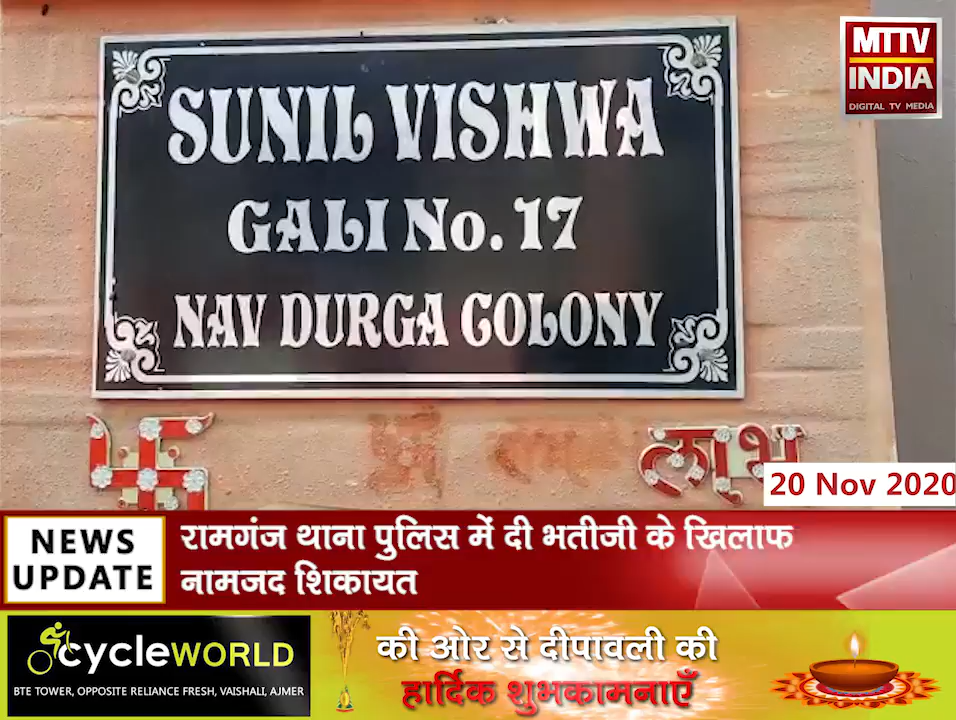 SUNIL VISHWA
GALI No. 17
NAV DURGA COLONY
MTTV
INDIA
DIGITAL TV MEDIA
लाभ
20 Nov 2020
NEWS
UPDATE
रामगंज थाना पुलिस में दी भतीजी के खिलाफ
नामजद शिकायत
cycleWORLD
BTE TOWER, OPPOSITE RELIANCE FRESH, VAISHALI, AJMER
की ओर से दीपावली की
हार्दिक शुभकामनाएँ